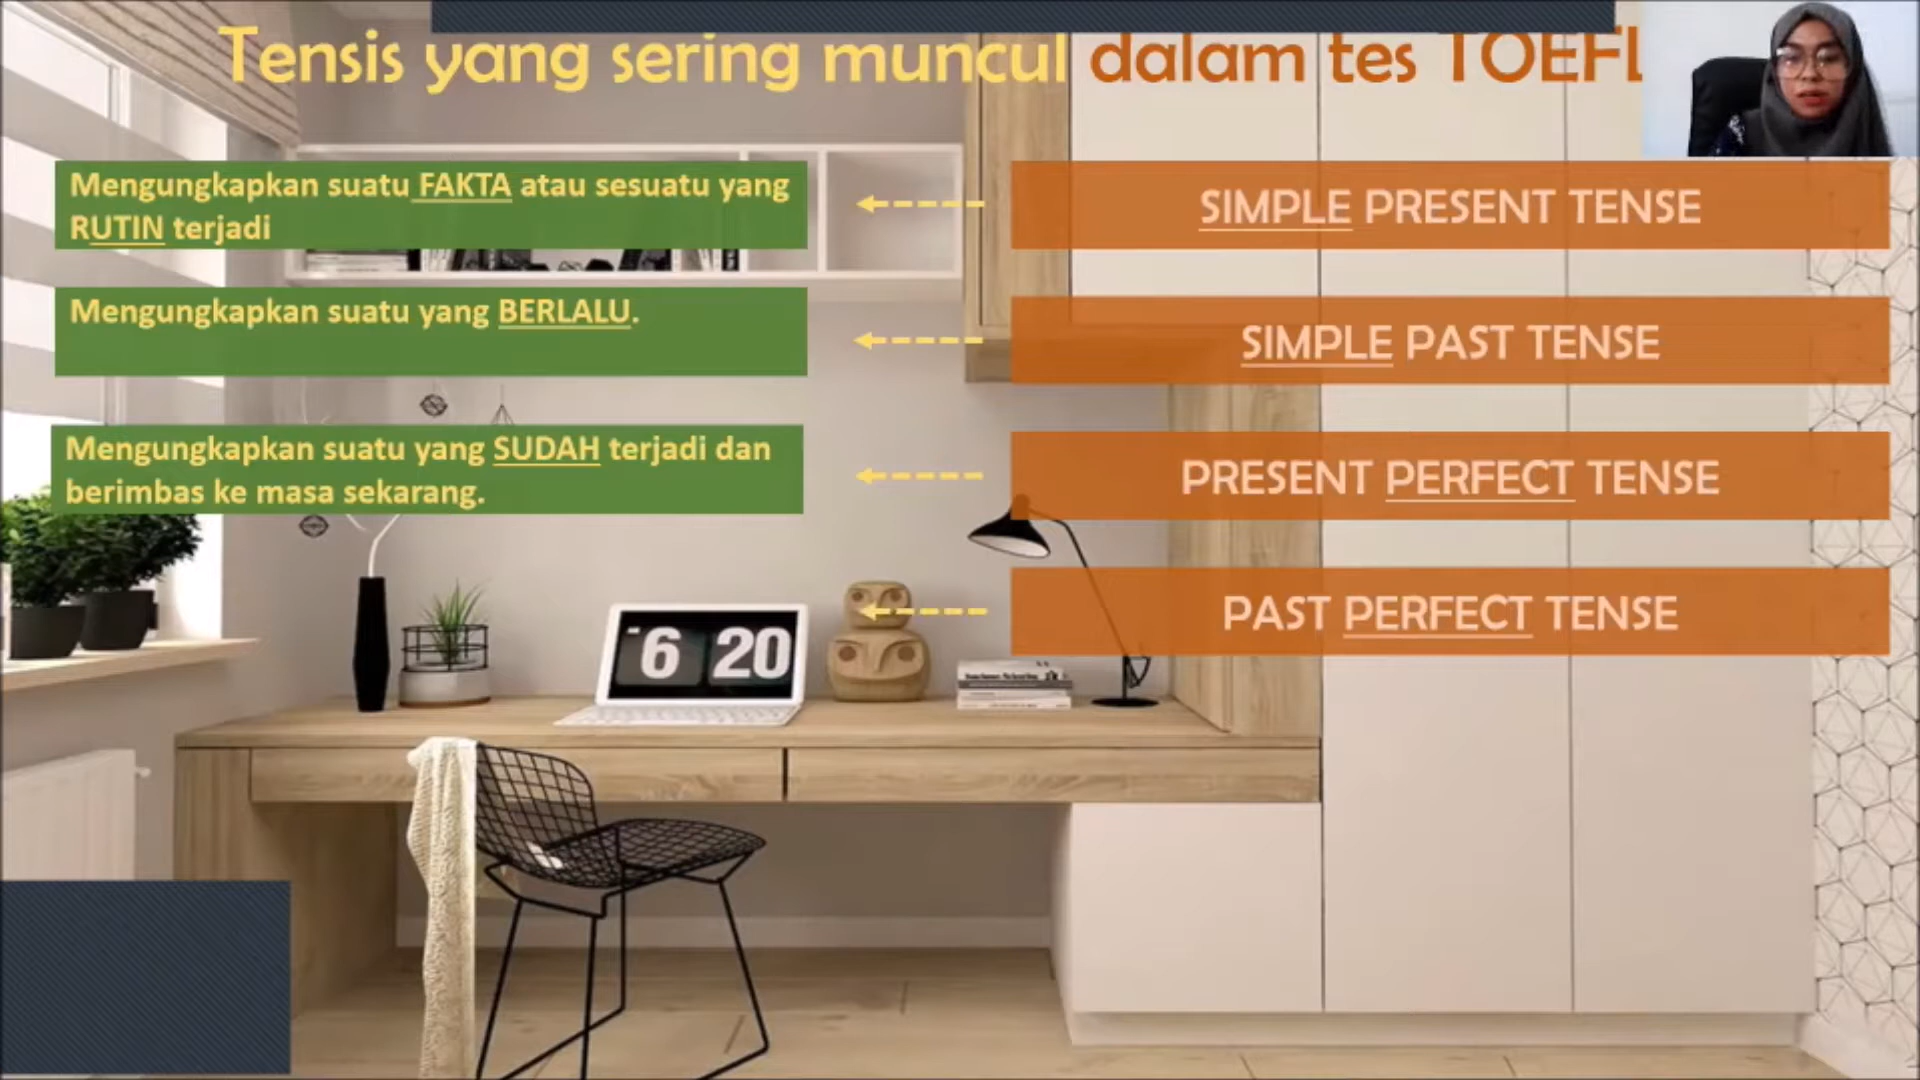 Tensis yang sering muncul dalam tes TOEFL
Mengungkapkan suatu FAKTA atau sesuatu yang
RUTIN terjadi
SIMPLE PRESENT TENSE
Mengungkapkan suatu yang BERLALU.
SIMPLE PAST TENSE
Mengungkapkan suatu yang SUDAH terjadi dan
berimbas ke masa sekarang.
PRESENT PERFECT TENSE
PAST PERFECT TENSE
6 20